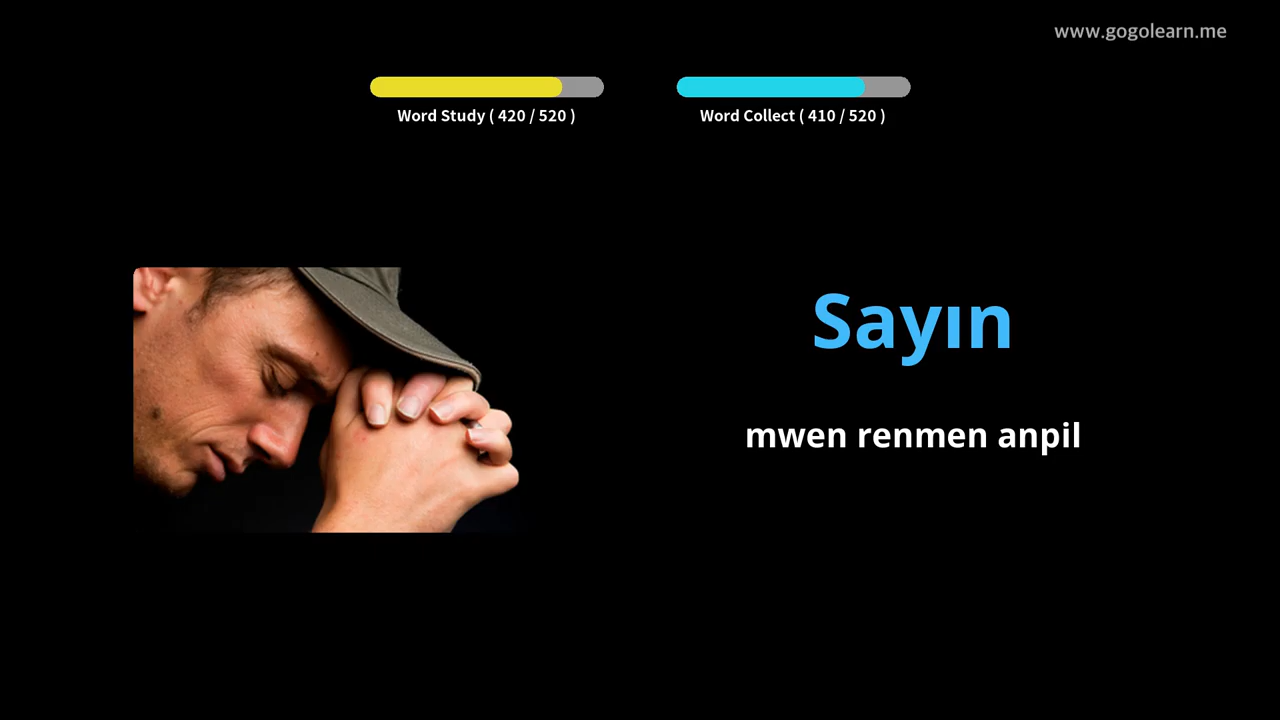 www.gogolearn.me
Word Study ( 420 / 520 )
Word Collect ( 410 / 520 )
Sayın
mwen renmen anpil